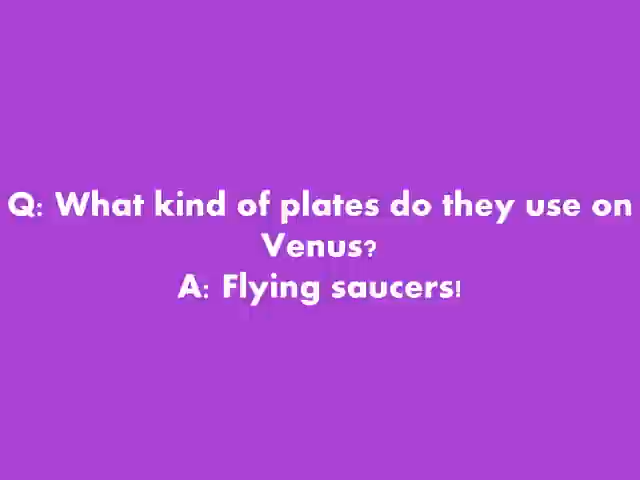 Q: What kind of plates do they use on
Venus?
A: Flying saucers!